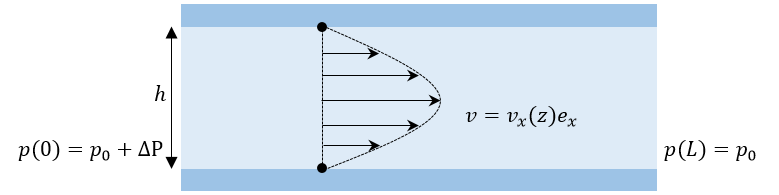 h
v = vₓ(z)eₓ
p(0) = p₀ + ΔP
p(L) = p₀